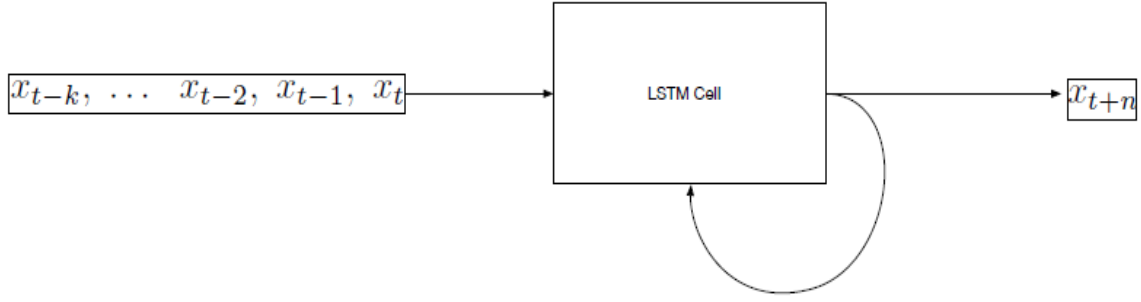 x_{t-k}, ... x_{t-2}, x_{t-1}, x_t
LSTM Cell
x_{t+n}